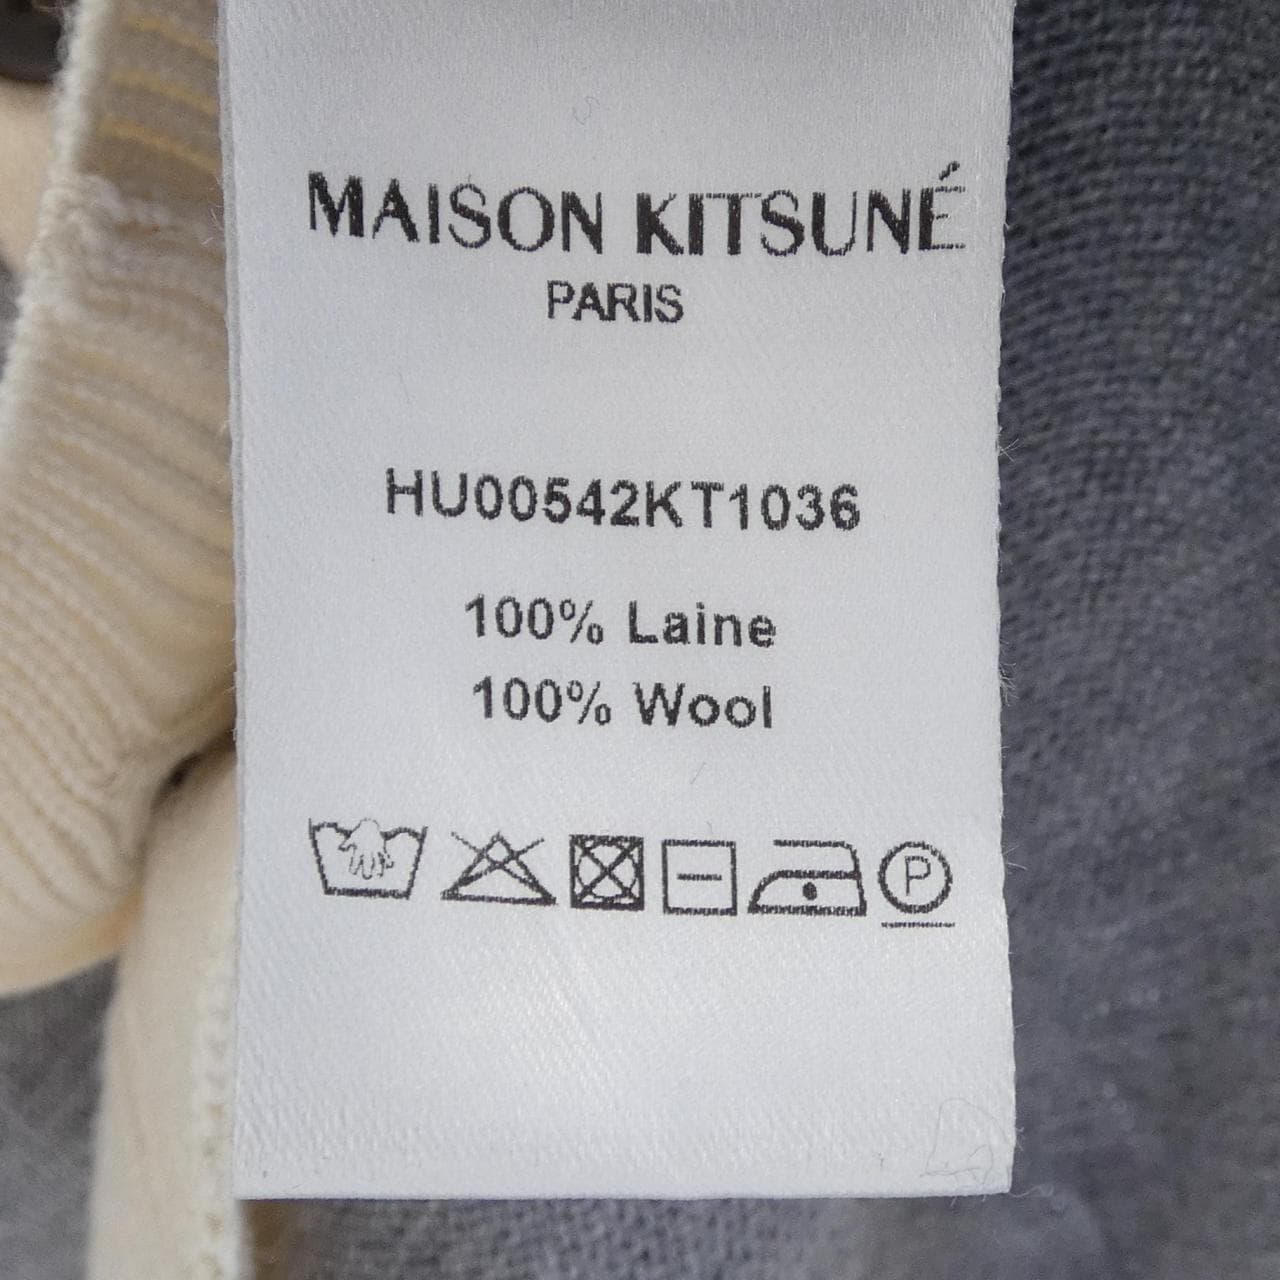 MAISON KITSUNÉ
PARIS
HU00542KT1036
100% Laine
100% Wool
P